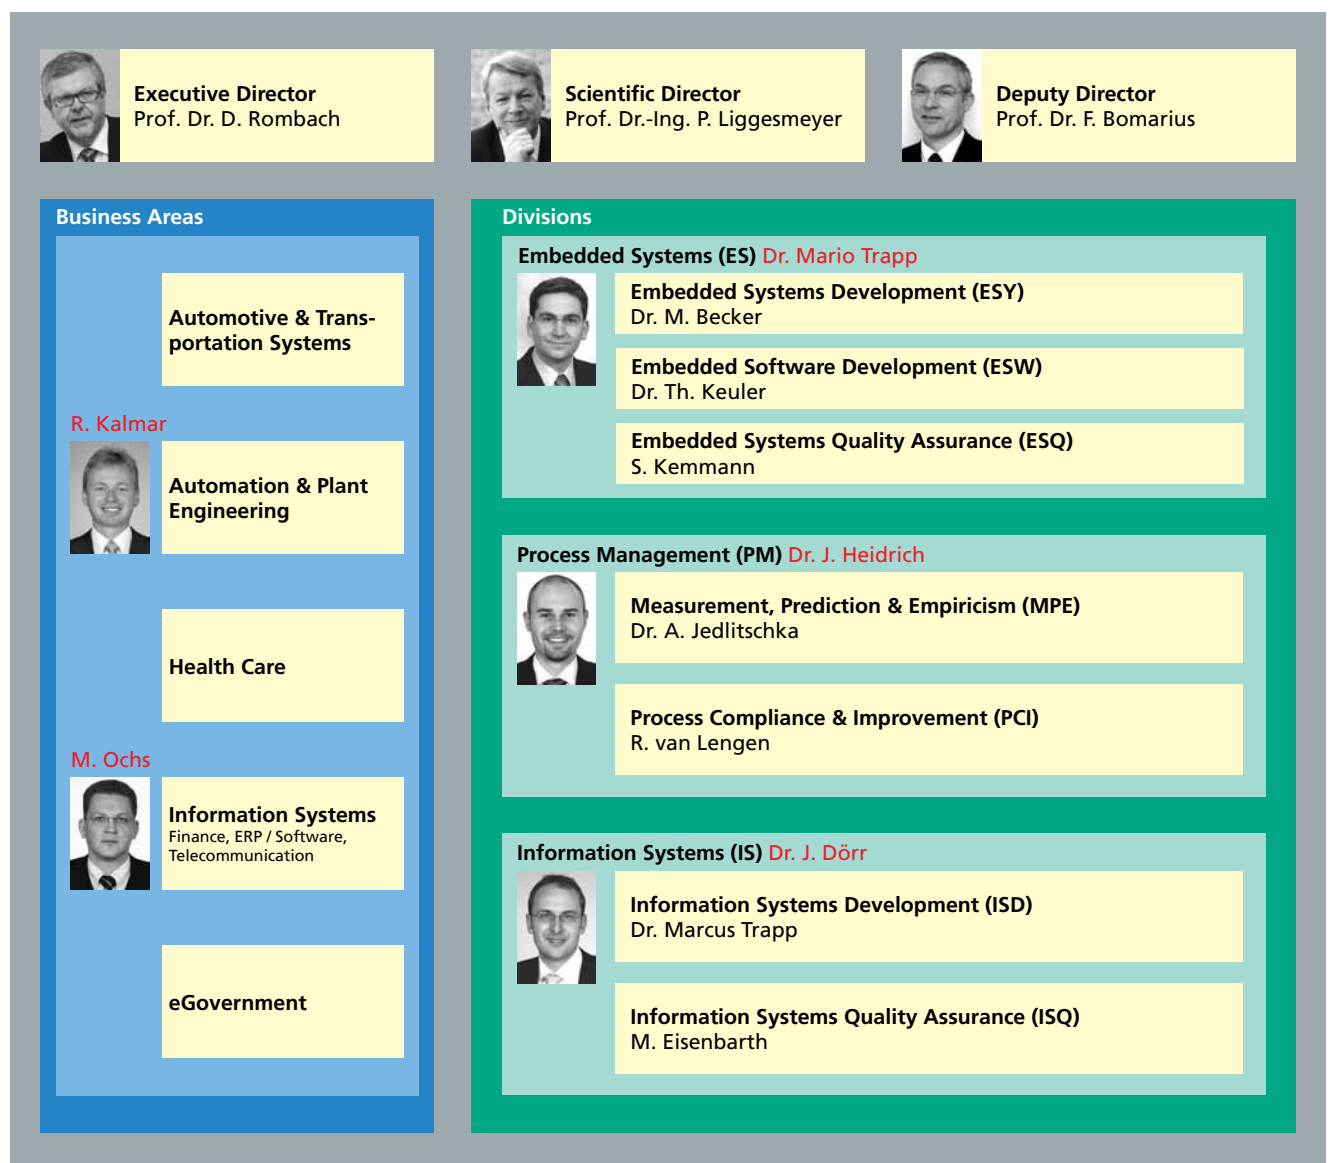 Executive Director
Prof. Dr. D. Rombach
Scientific Director
Prof. Dr.-Ing. P. Liggesmeyer
Deputy Director
Prof. Dr. F. Bomarius
Business Areas
Automotive & Trans-
portation Systems
R. Kalmar
Automation & Plant
Engineering
Health Care
M. Ochs
Information Systems
Finance, ERP / Software,
Telecommunication
eGovernment
Divisions
Embedded Systems (ES) Dr. Mario Trapp
Embedded Systems Development (ESY)
Dr. M. Becker
Embedded Software Development (ESW)
Dr. Th. Keuler
Embedded Systems Quality Assurance (ESQ)
S. Kemmann
Process Management (PM) Dr. J. Heidrich
Measurement, Prediction & Empiricism (MPE)
Dr. A. Jedlitschka
Process Compliance & Improvement (PCI)
R. van Lengen
Information Systems (IS) Dr. J. Dörr
Information Systems Development (ISD)
Dr. Marcus Trapp
Information Systems Quality Assurance (ISQ)
M. Eisenbarth